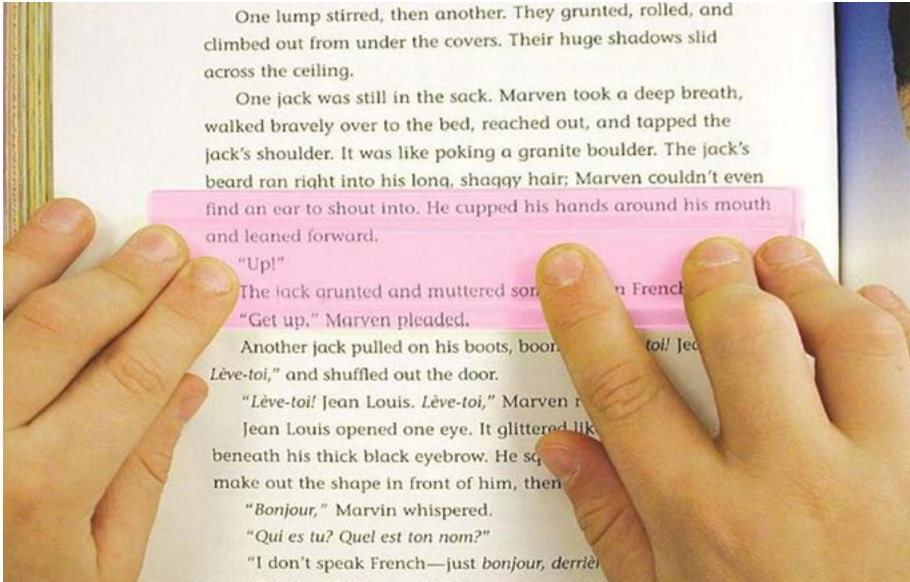 One lump stirred, then another. They grunted, rolled, and
climbed out from under the covers. Their huge shadows slid
across the ceiling.
One jack was still in the sack. Marven took a deep breath,
walked bravely over to the bed, reached out, and tapped the
jack's shoulder. It was like poking a granite boulder. The jack's
beard ran right into his long, shaggy hair; Marven couldn't even
find an ear to shout into. He cupped his hands around his mouth
and leaned forward.
"Up!"
The jack grunted and muttered French
"Get up," Marven pleaded.
Another jack pulled on his boots, toi!
Lève-toi," and shuffled out the door.
"Lève-toi! Jean Louis. Lève-toi," Marven
Jean Louis opened one eye. It glittered
beneath his thick black eyebrow. He
make out the shape in front of him, then
"Bonjour," Marvin whispered.
"Qui es tu? Quel est ton nom?"
"I don't speak French—just bonjour,